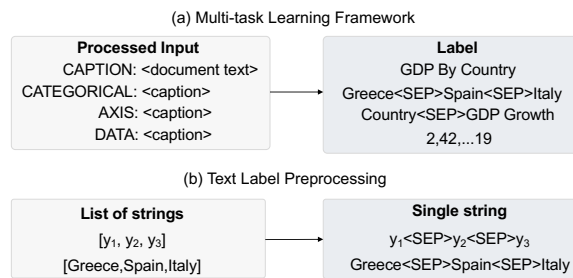 (a) Multi-task Learning Framework
Processed Input
CAPTION: <document text>
CATEGORICAL: <caption>
AXIS: <caption>
DATA: <caption>
Label
GDP By Country
Greece<SEP>Spain<SEP>Italy
Country<SEP>GDP Growth
2,42,...19
(b) Text Label Preprocessing
List of strings
[y₁, y₂, y₃]
[Greece,Spain,Italy]
Single string
y₁<SEP>y₂<SEP>y₃
Greece<SEP>Spain<SEP>Italy